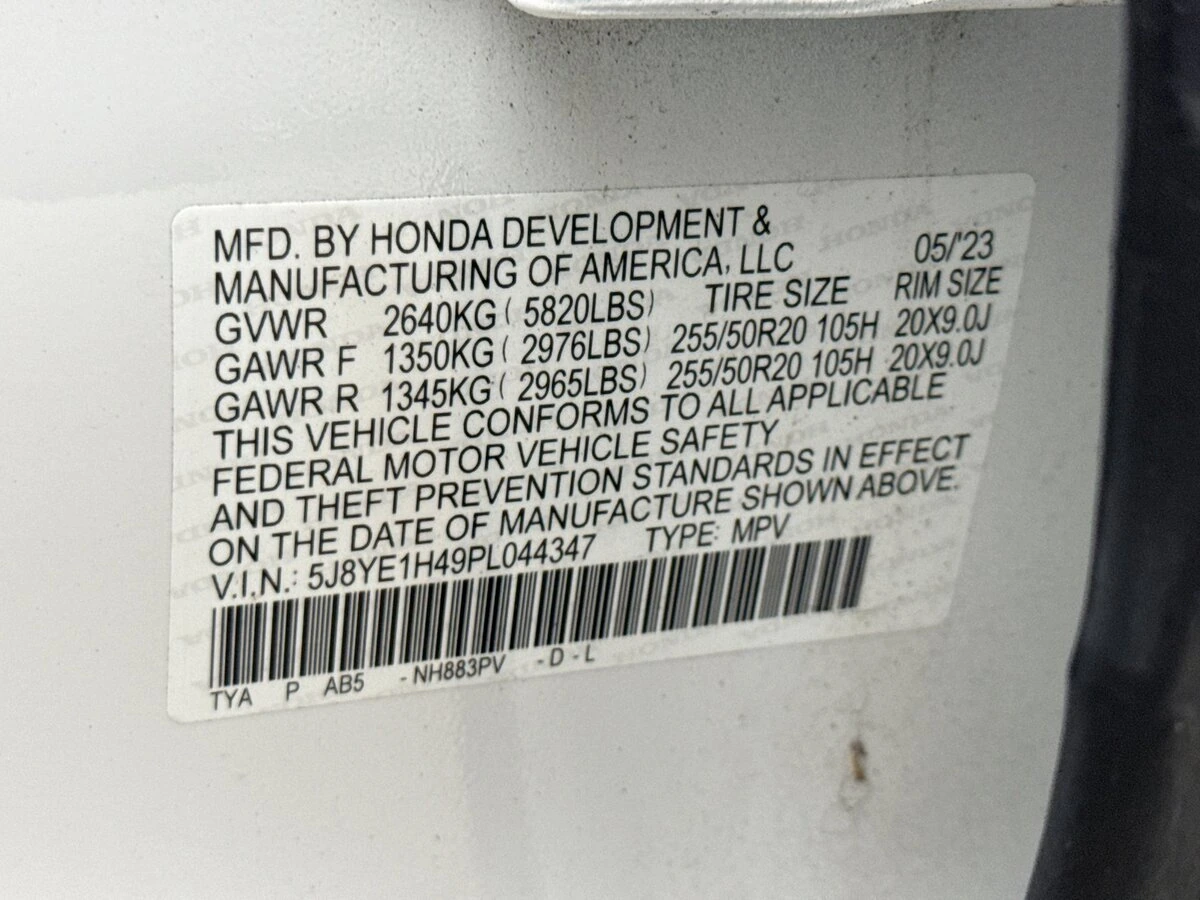 MFD. BY HONDA DEVELOPMENT &
MANUFACTURING OF AMERICA, LLC 05/'23
GVWR 2640KG ( 5820LBS) TIRE SIZE RIM SIZE
GAWR F 1350KG ( 2976LBS) 255/50R20 105H 20X9.0J
GAWR R 1345KG ( 2965LBS) 255/50R20 105H 20X9.0J
THIS VEHICLE CONFORMS TO ALL APPLICABLE
FEDERAL MOTOR VEHICLE SAFETY
AND THEFT PREVENTION STANDARDS IN EFFECT
ON THE DATE OF MANUFACTURE SHOWN ABOVE.
V.I.N.: 5J8YE1H49PL044347 TYPE: MPV
TYA P AB5 - NH883PV - D - L